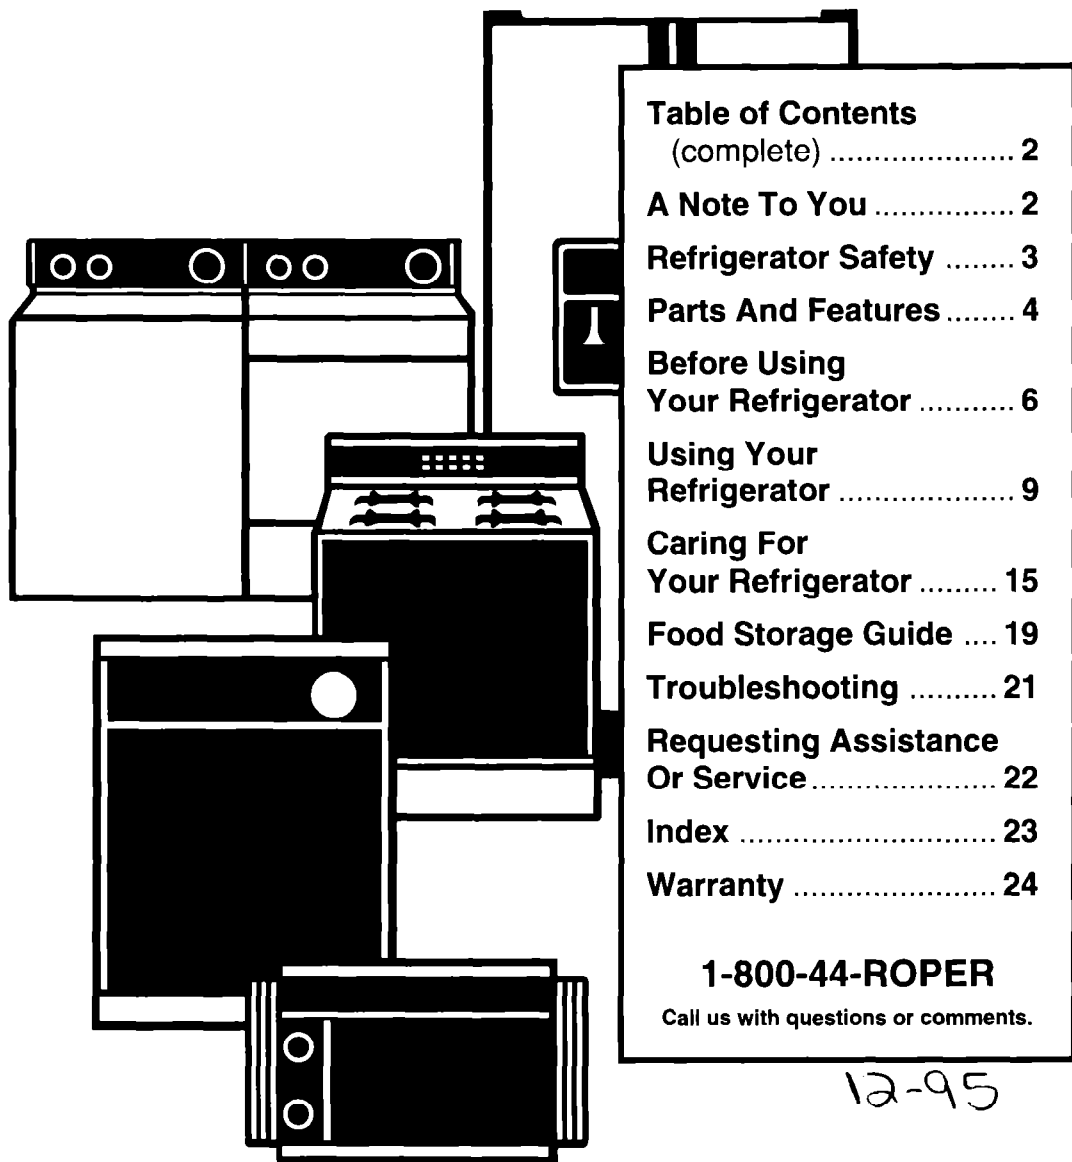 Table of Contents
(complete) ..................... 2
A Note To You ................ 2
Refrigerator Safety ........ 3
Parts And Features ........ 4
Before Using
Your Refrigerator ........... 6
Using Your
Refrigerator .................... 9
Caring For
Your Refrigerator ......... 15
Food Storage Guide .... 19
Troubleshooting .......... 21
Requesting Assistance
Or Service ..................... 22
Index .............................. 23
Warranty ....................... 24
1-800-44-ROPER
Call us with questions or comments.
12-95